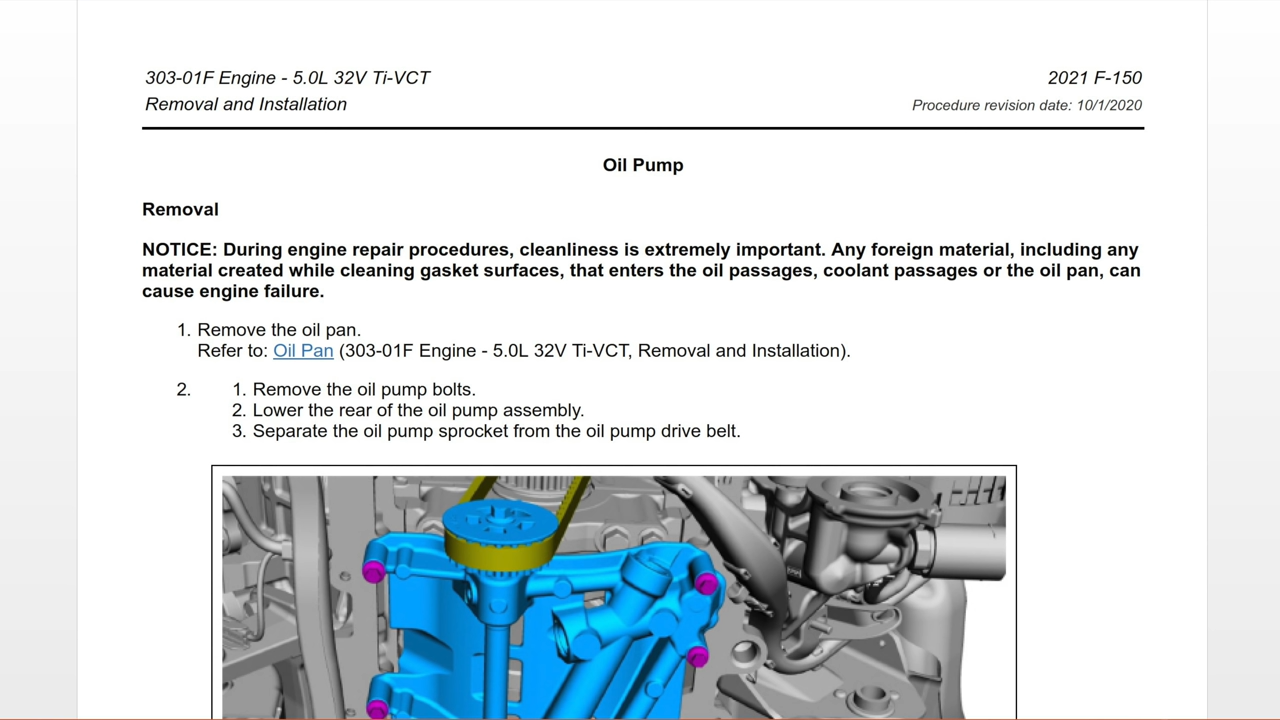 303-01F Engine - 5.0L 32V Ti-VCT
2021 F-150
Removal and Installation
Procedure revision date: 10/1/2020
Oil Pump
Removal
NOTICE: During engine repair procedures, cleanliness is extremely important. Any foreign material, including any
material created while cleaning gasket surfaces, that enters the oil passages, coolant passages or the oil pan, can
cause engine failure.
1. Remove the oil pan.
Refer to: Oil Pan (303-01F Engine - 5.0L 32V Ti-VCT, Removal and Installation).
2. 1. Remove the oil pump bolts.
2. Lower the rear of the oil pump assembly.
3. Separate the oil pump sprocket from the oil pump drive belt.